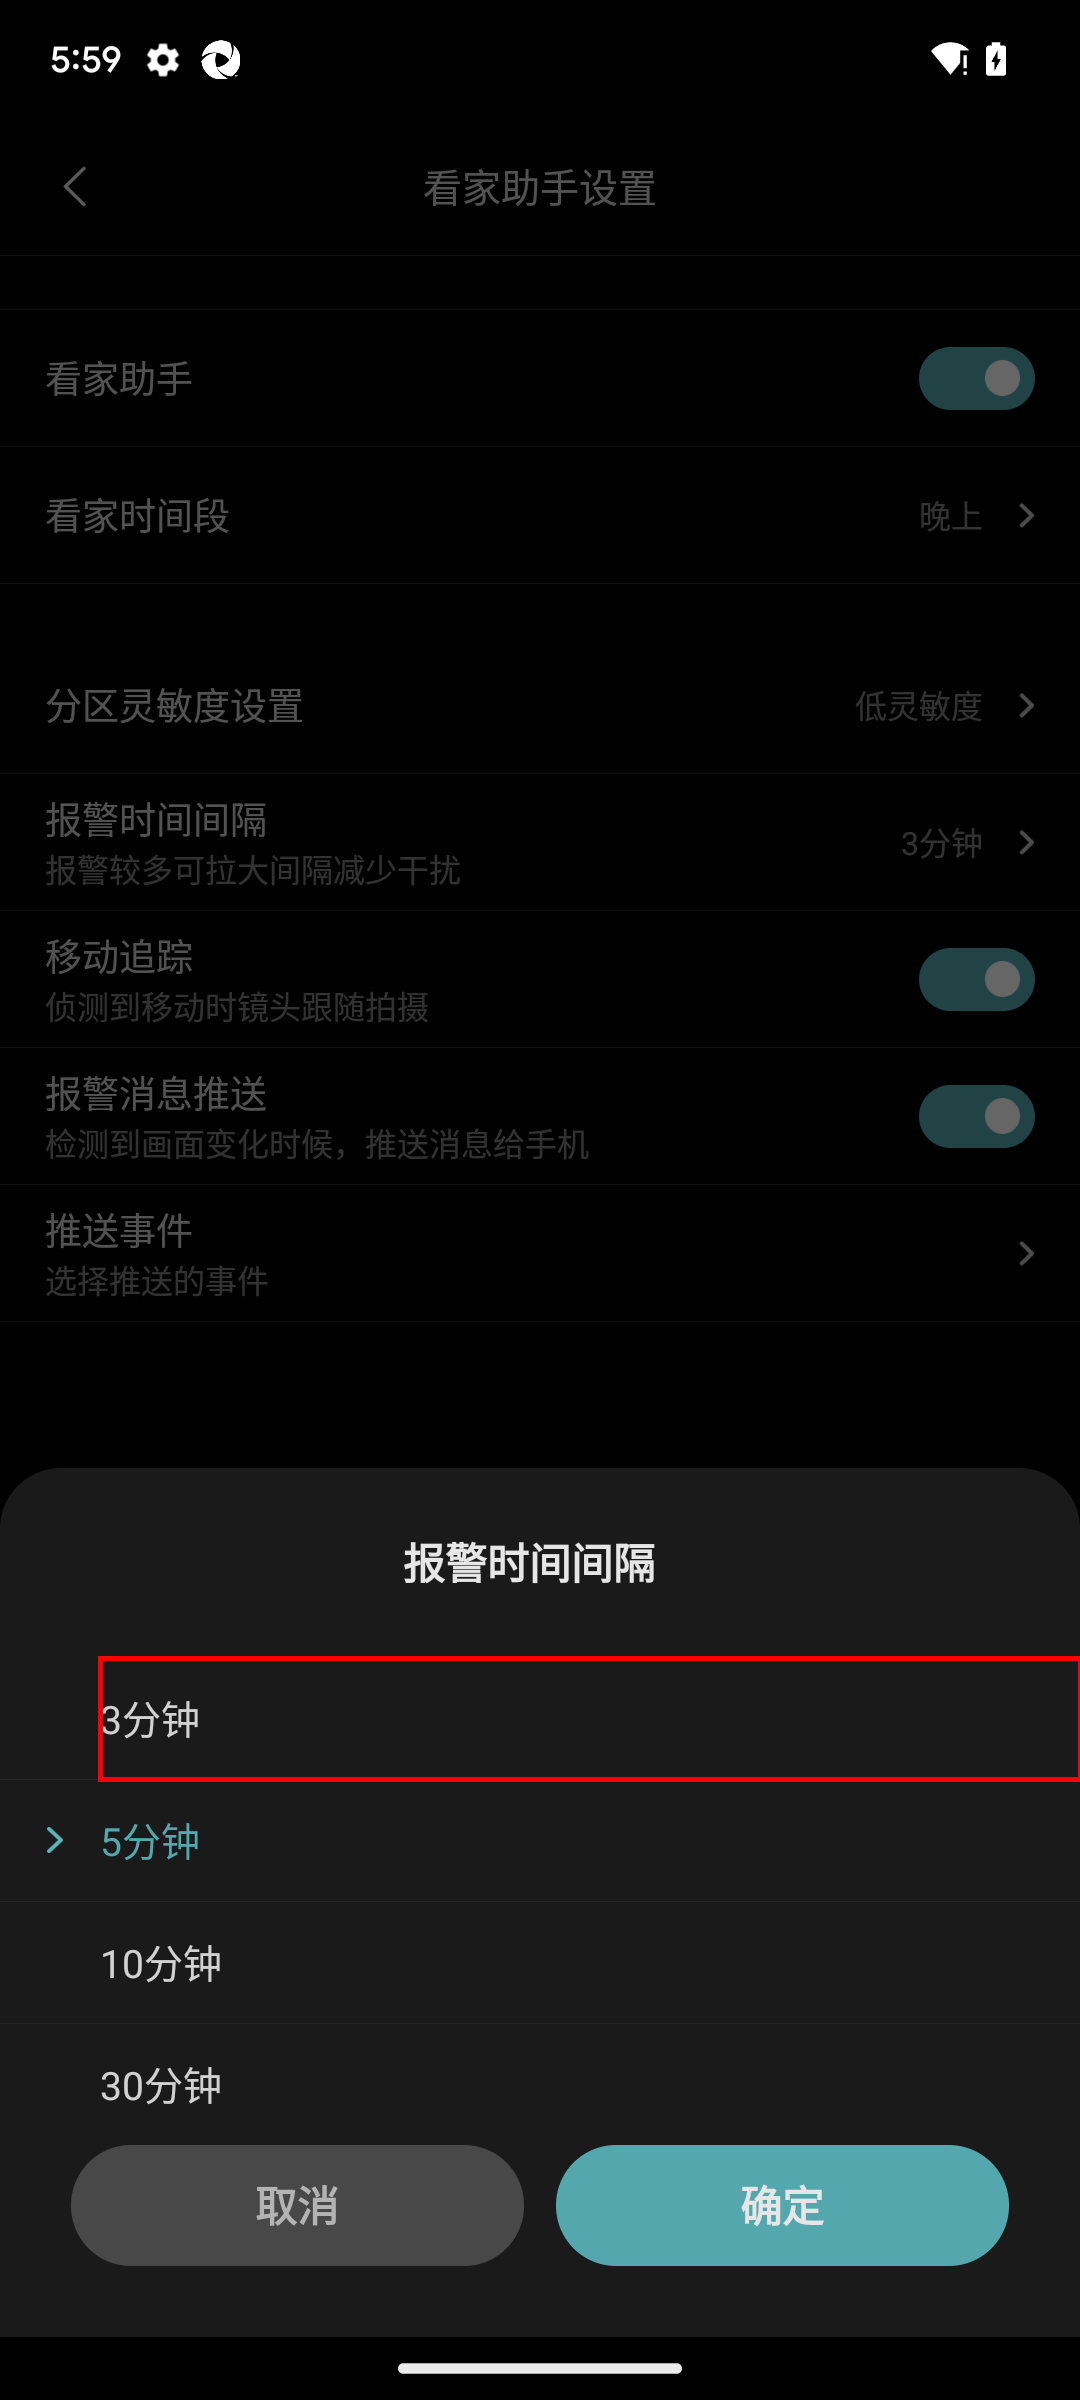 5:59
看家助手设置
看家助手
看家时间段
晚上
分区灵敏度设置
低灵敏度
报警时间间隔
报警较多可拉大间隔减少干扰
3分钟
移动追踪
侦测到移动时镜头跟随拍摄
报警消息推送
检测到画面变化时候，推送消息给手机
推送事件
选择推送的事件
报警时间间隔
3分钟
5分钟
10分钟
30分钟
取消
确定